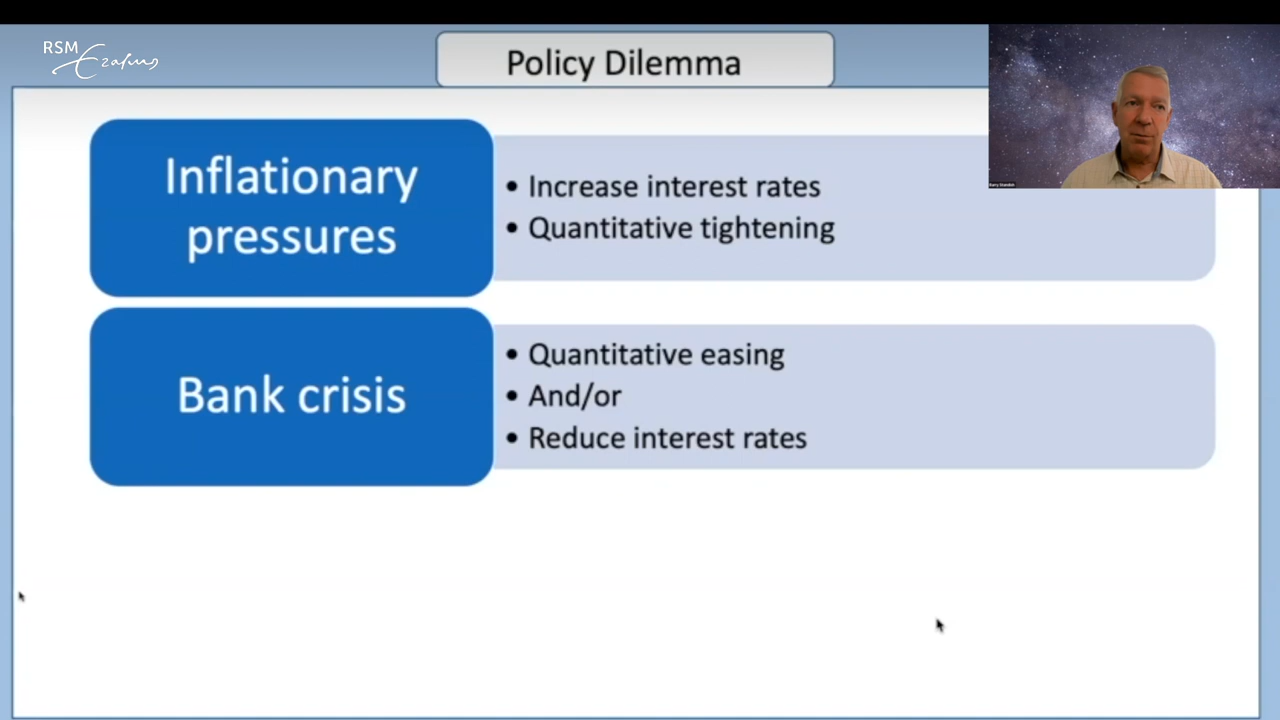 RSM
Erasmus
Policy Dilemma
Inflationary
pressures
• Increase interest rates
• Quantitative tightening
Bank crisis
• Quantitative easing
• And/or
• Reduce interest rates